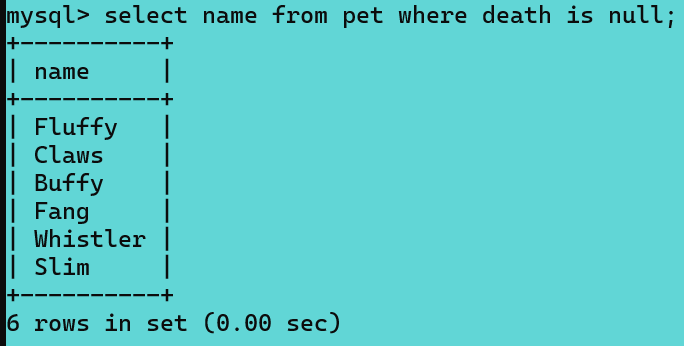 mysql> select name from pet where death is null;
+----------+
| name     |
+----------+
| Fluffy   |
| Claws    |
| Buffy    |
| Fang     |
| Whistler |
| Slim     |
+----------+
6 rows in set (0.00 sec)